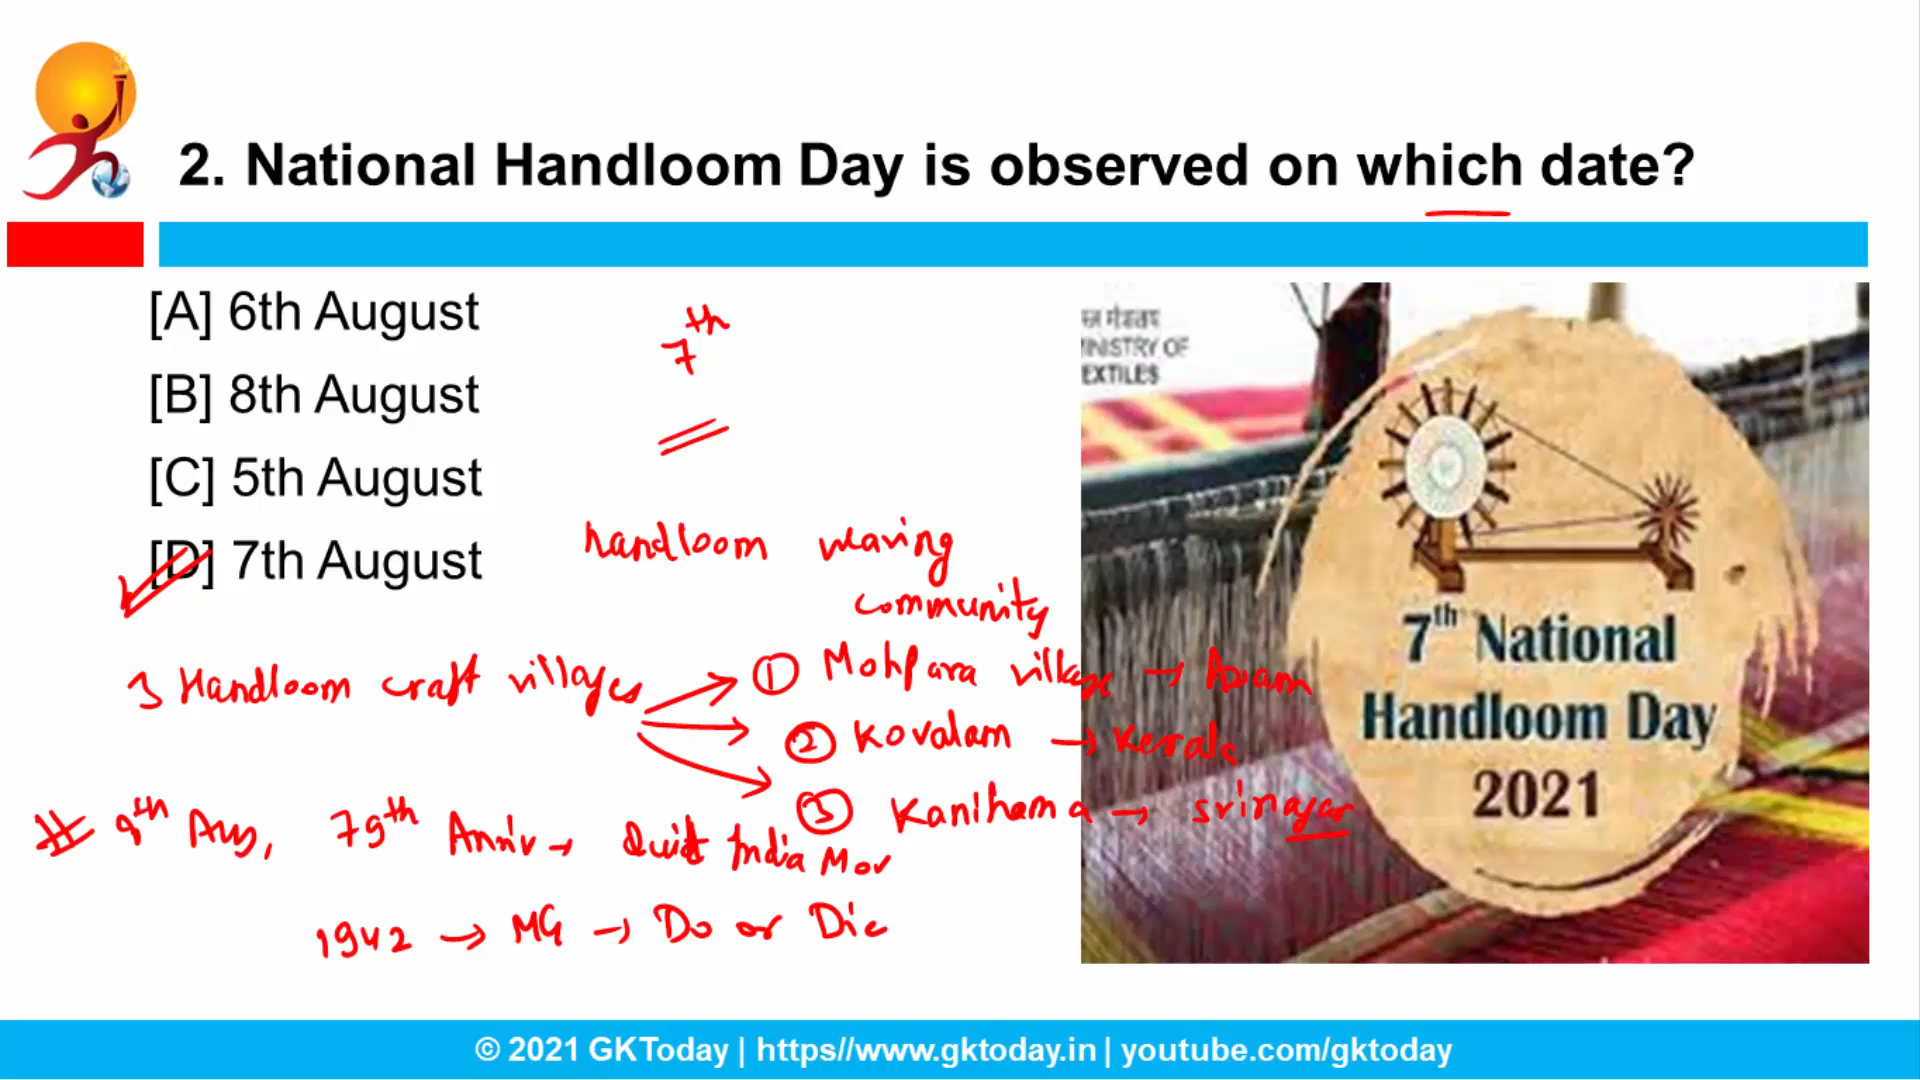 2. National Handloom Day is observed on which date?
[A] 6th August
[B] 8th August
[C] 5th August
[D] 7th August
7th
handloom weaving
community
3 Handloom craft villages
① Mohpara village → Assam
② Kovalam → Kerala
③ Kanihama → Srinagar
# 8th Aug, 79th Anniv → Quit India Mov
1942 → MG → Do or Die
INISTRY OF
EXTILES
7th National
Handloom Day
2021
© 2021 GKToday | https//www.gktoday.in | youtube.com/gktoday